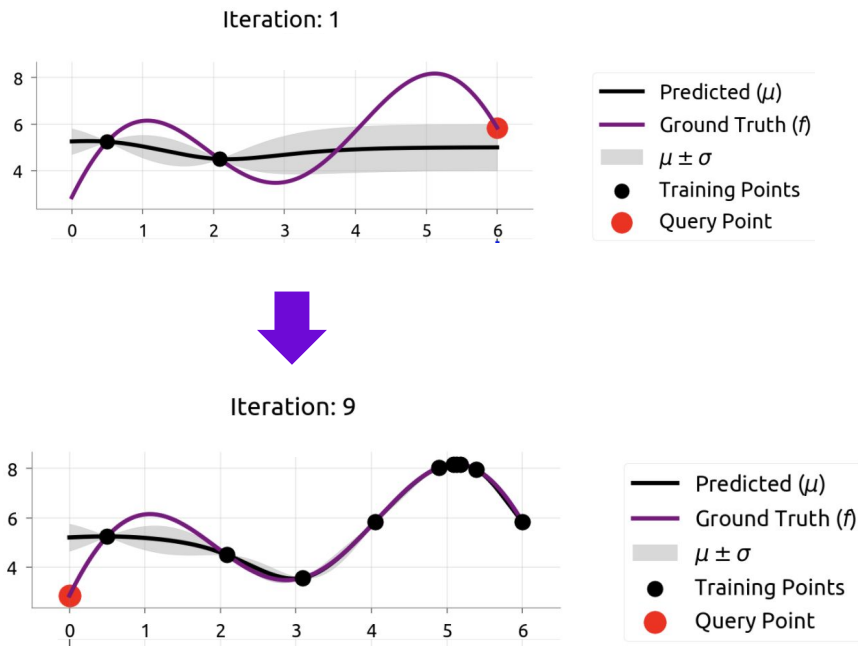 Iteration: 1
8
6
4
0 1 2 3 4 5 6
Predicted (μ)
Ground Truth (f)
μ ± σ
Training Points
Query Point
Iteration: 9
8
6
4
0 1 2 3 4 5 6
Predicted (μ)
Ground Truth (f)
μ ± σ
Training Points
Query Point